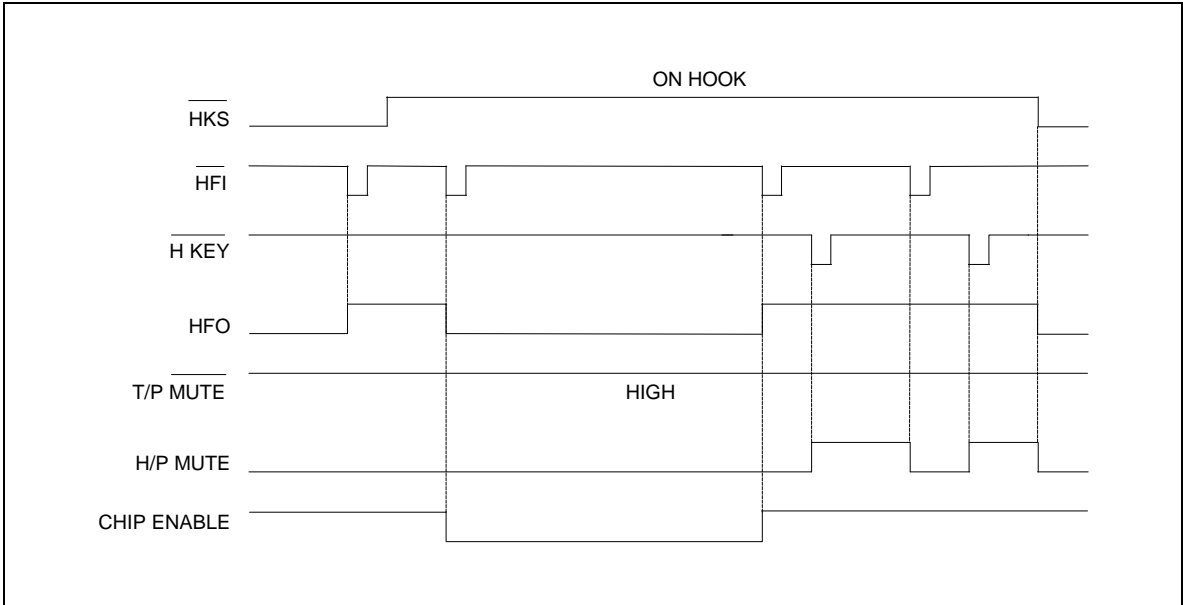 ON HOOK
HKS
HFI
H KEY
HFO
T/P MUTE
HIGH
H/P MUTE
CHIP ENABLE